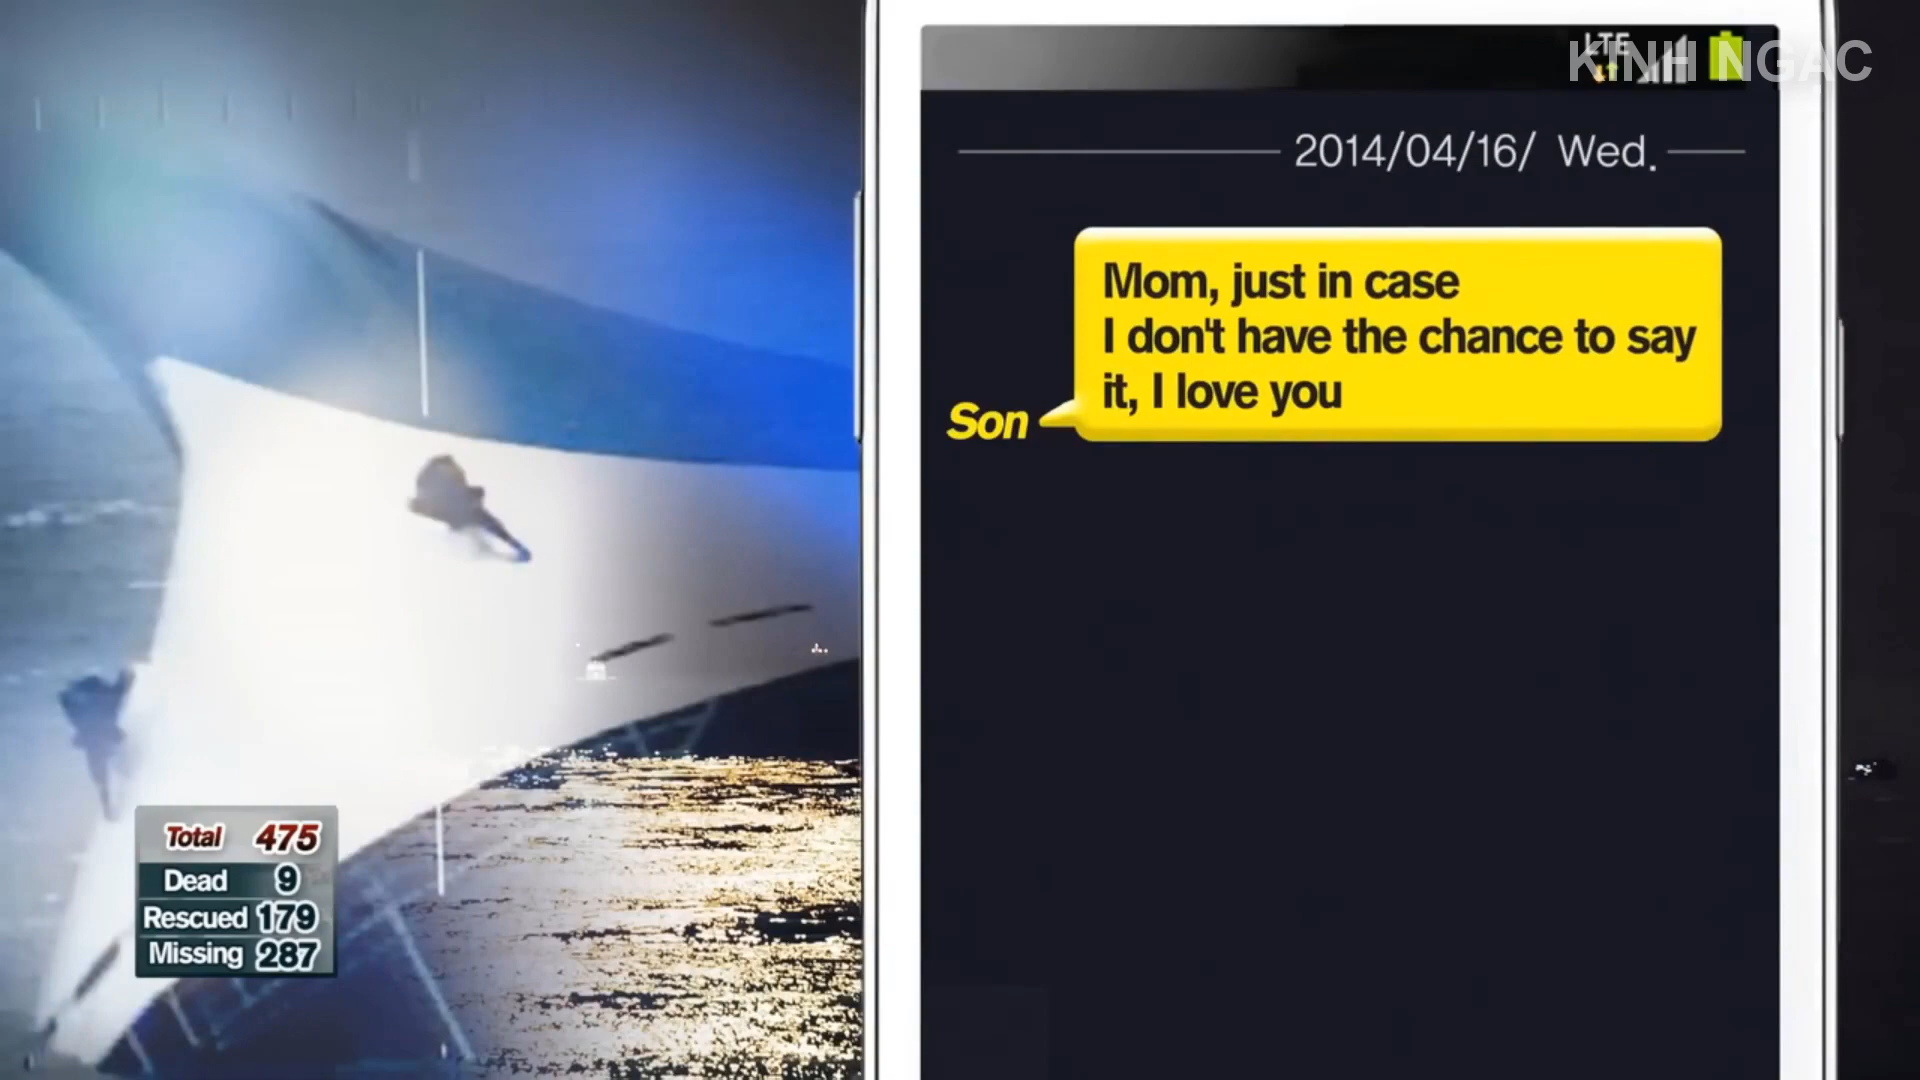 LTE
KINH NGAC
2014/04/16/ Wed.
Mom, just in case
I don't have the chance to say
it, I love you
Son
Total 475
Dead 9
Rescued 179
Missing 287